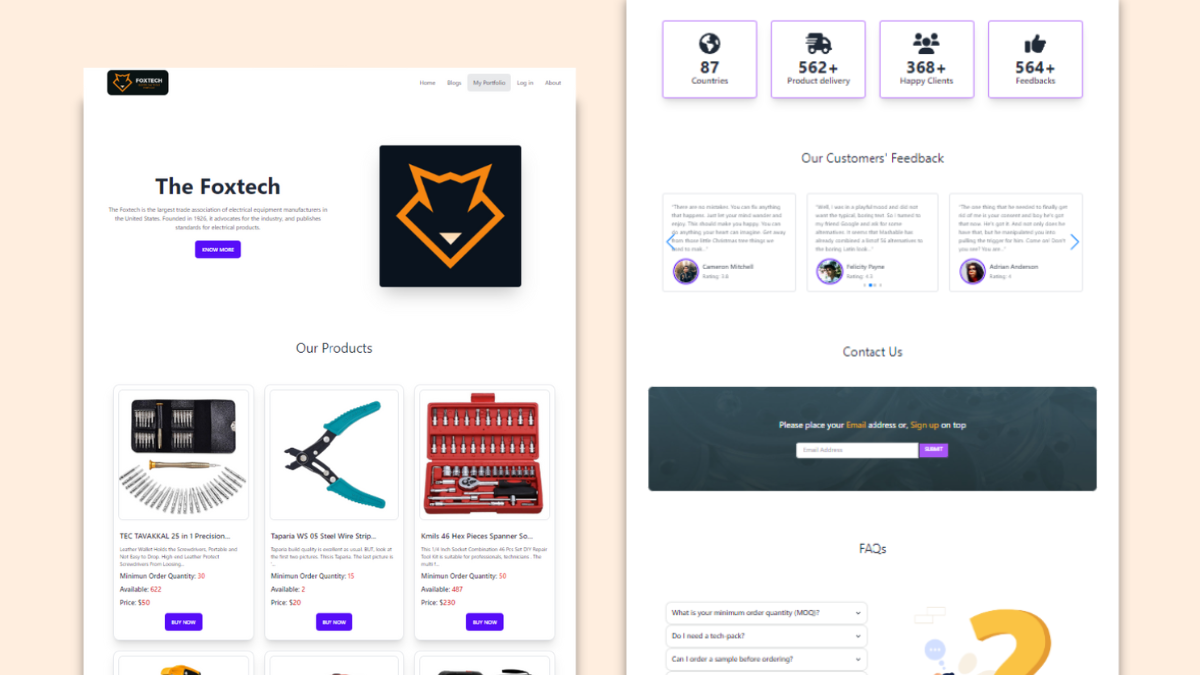 FOXTECH
Home Blogs My Portfolio Log in About
The Foxtech
The Foxtech is the largest trade association of electrical equipment manufacturers in
the United States. Founded in 1926, it advocates for the industry, and publishes
standards for electrical products.
KNOW MORE
Our Products
TEC TAVAKKAL 25 in 1 Precision...
Leather Wallet Holds the Screwdrivers, Portable and
Not Easy to Drop. High-end Leather Protect
Screwdrivers From Loosing...
Minimun Order Quantity: 30
Available: 622
Price: $50
BUY NOW
Taparia WS 05 Steel Wire Strip...
Taparia build quality is excellent as usual. BUT, look at
the first two pictures. This is Taparia. The last picture is
'...
Minimun Order Quantity: 15
Available: 2
Price: $20
BUY NOW
Kmils 46 Hex Pieces Spanner So...
This 1/4 Inch Socket Combination 46 Pcs Set DIY Repair
Tool Kit is suitable for professionals, technicians . The
multi f...
Minimun Order Quantity: 50
Available: 487
Price: $230
BUY NOW
87
Countries
562+
Product delivery
368+
Happy Clients
564+
Feedbacks
Our Customers' Feedback
"There are no mistakes. You can fix anything
that happens. Just let your mind wander and
enjoy. This should make you happy. You can
do anything your heart can imagine. Get away
from those little Christmas tree things we
used to mak..."
Cameron Mitchell
Rating: 3.8
"Well, I was in a playful mood and did not
want the typical, boring text. So I turned to
my friend Google and ask for some
alternatives. It seems that Mashable has
already combined a list of 56 alternatives to
the boring Latin look..."
Felicity Payne
Rating: 4.5
"The one thing that he needed to finally get
rid of me is your consent and boy he's got
that now. He's got it. And not only does he
have that, but he manipulated you into
pulling the trigger for him. Come on! Don't
you see? You are..."
Adrian Anderson
Rating: 4
Contact Us
Please place your Email address or, Sign up on top
Email Address
SUBMIT
FAQs
What is your minimum order quantity (MOQ)?
Do I need a tech-pack?
Can I order a sample before ordering?